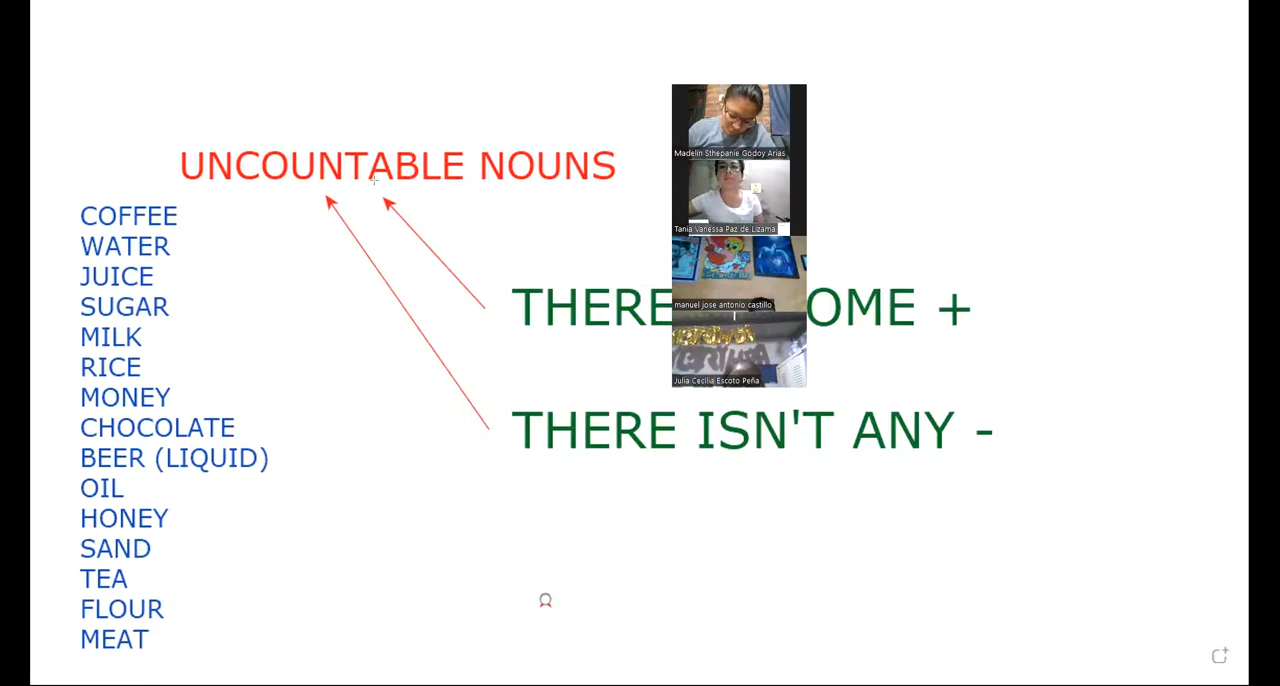 UNCOUNTABLE NOUNS
COFFEE
WATER
JUICE
SUGAR
MILK
RICE
MONEY
CHOCOLATE
BEER (LIQUID)
OIL
HONEY
SAND
TEA
FLOUR
MEAT
THERE OME +
THERE ISN'T ANY -
Madelin Sthepanie Godoy Arias
Tania Vanessa Paz de Lizama
manuel jose antonio castillo
Julia Cecilia Escoto Peña